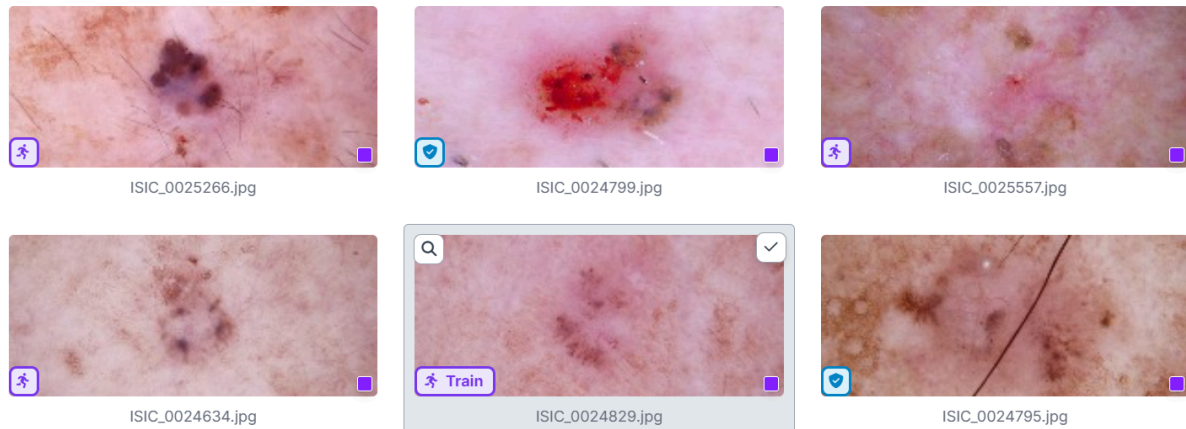 ISIC_0025266.jpg
ISIC_0024799.jpg
ISIC_0025557.jpg
Train
ISIC_0024634.jpg
ISIC_0024829.jpg
ISIC_0024795.jpg